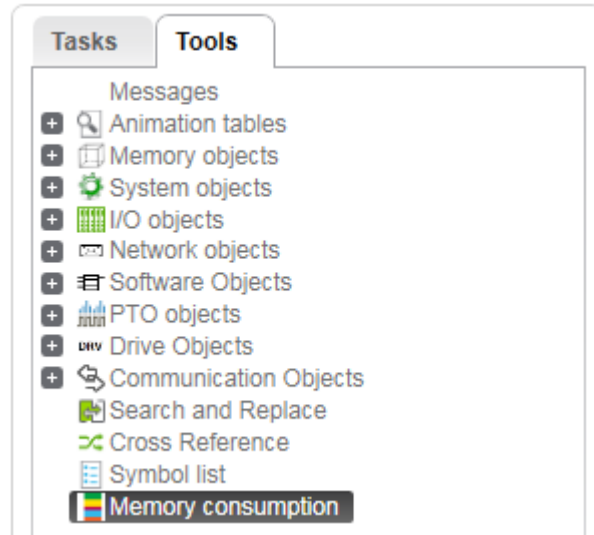 Tasks Tools
Messages
Animation tables
Memory objects
System objects
I/O objects
Network objects
Software Objects
PTO objects
DRV Drive Objects
Communication Objects
Search and Replace
Cross Reference
Symbol list
Memory consumption